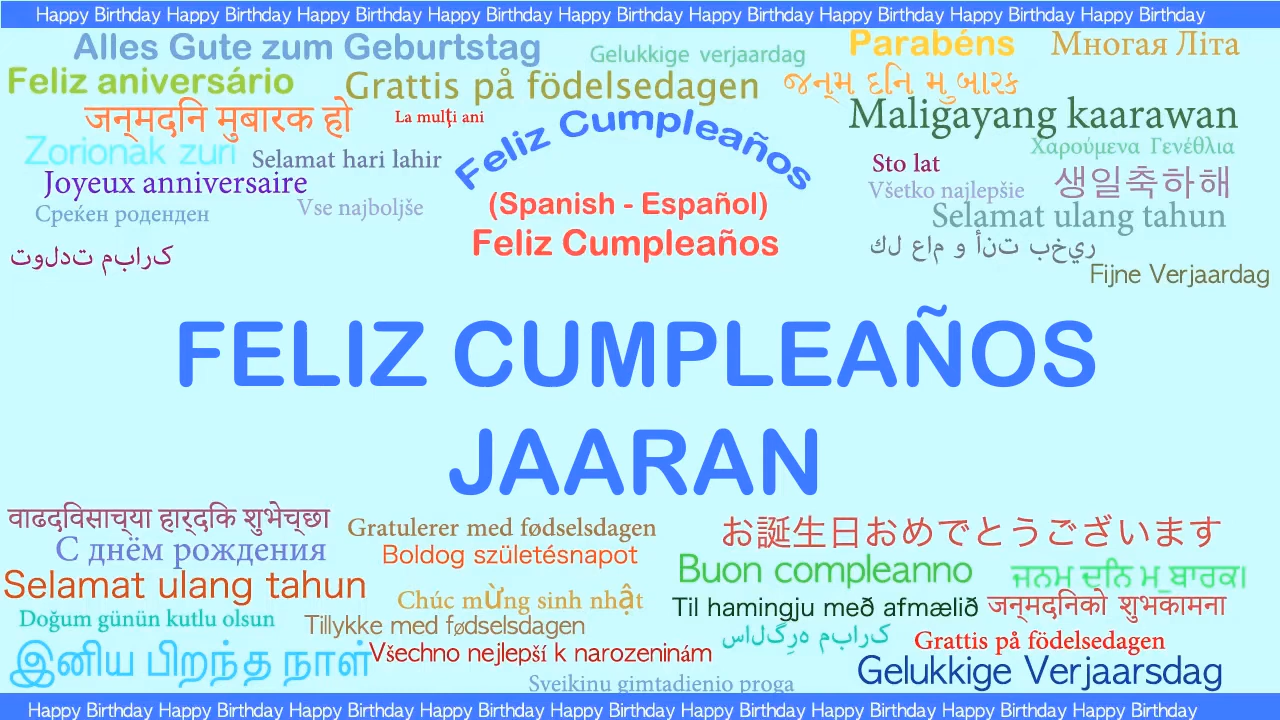 Happy Birthday Happy Birthday Happy Birthday Happy Birthday Happy Birthday Happy Birthday Happy Birthday Happy Birthday Happy Birthday
Alles Gute zum Geburtstag
Gelukkige verjaardag
Parabéns
Многая Літа
Feliz aniversário
Grattis på födelsedagen
જન્મ દિન મુબારક
जन्मदिन मुबारक हो
La mulţi ani
Feliz Cumpleaños
Maligayang kaarawan
Zorionak zuri
Selamat hari lahir
Sto lat
Χαρούμενα Γενέθλια
Joyeux anniversaire
(Spanish - Español)
Všetko najlepšie
생일축하해
Среќен роденден
Vse najboljše
Selamat ulang tahun
Feliz Cumpleaños
تولدت مبارک
كل عام و أنت بخير
Fijne Verjaardag
FELIZ CUMPLEAÑOS
JAARAN
वाढदिवसाच्या हार्दिक शुभेच्छा
Gratulerer med fødselsdagen
お誕生日おめでとうございます
С днём рождения
Boldog születésnapot
Buon compleanno
ਜਨਮ ਦਿਨ ਮੁਬਾਰਕ।
Selamat ulang tahun
Chúc mừng sinh nhật
Til hamingju með afmælið
जन्मदिनको शुभकामना
Doğum günün kutlu olsun
Tillykke med fødselsdagen
سالگرہ مبارک
Grattis på födelsedagen
இனிய பிறந்த நாள்
Všechno nejlepší k narozeninám
Gelukkige Verjaarsdag
Sveikinu gimtadienio proga
Happy Birthday Happy Birthday Happy Birthday Happy Birthday Happy Birthday Happy Birthday Happy Birthday Happy Birthday Happy Birthday